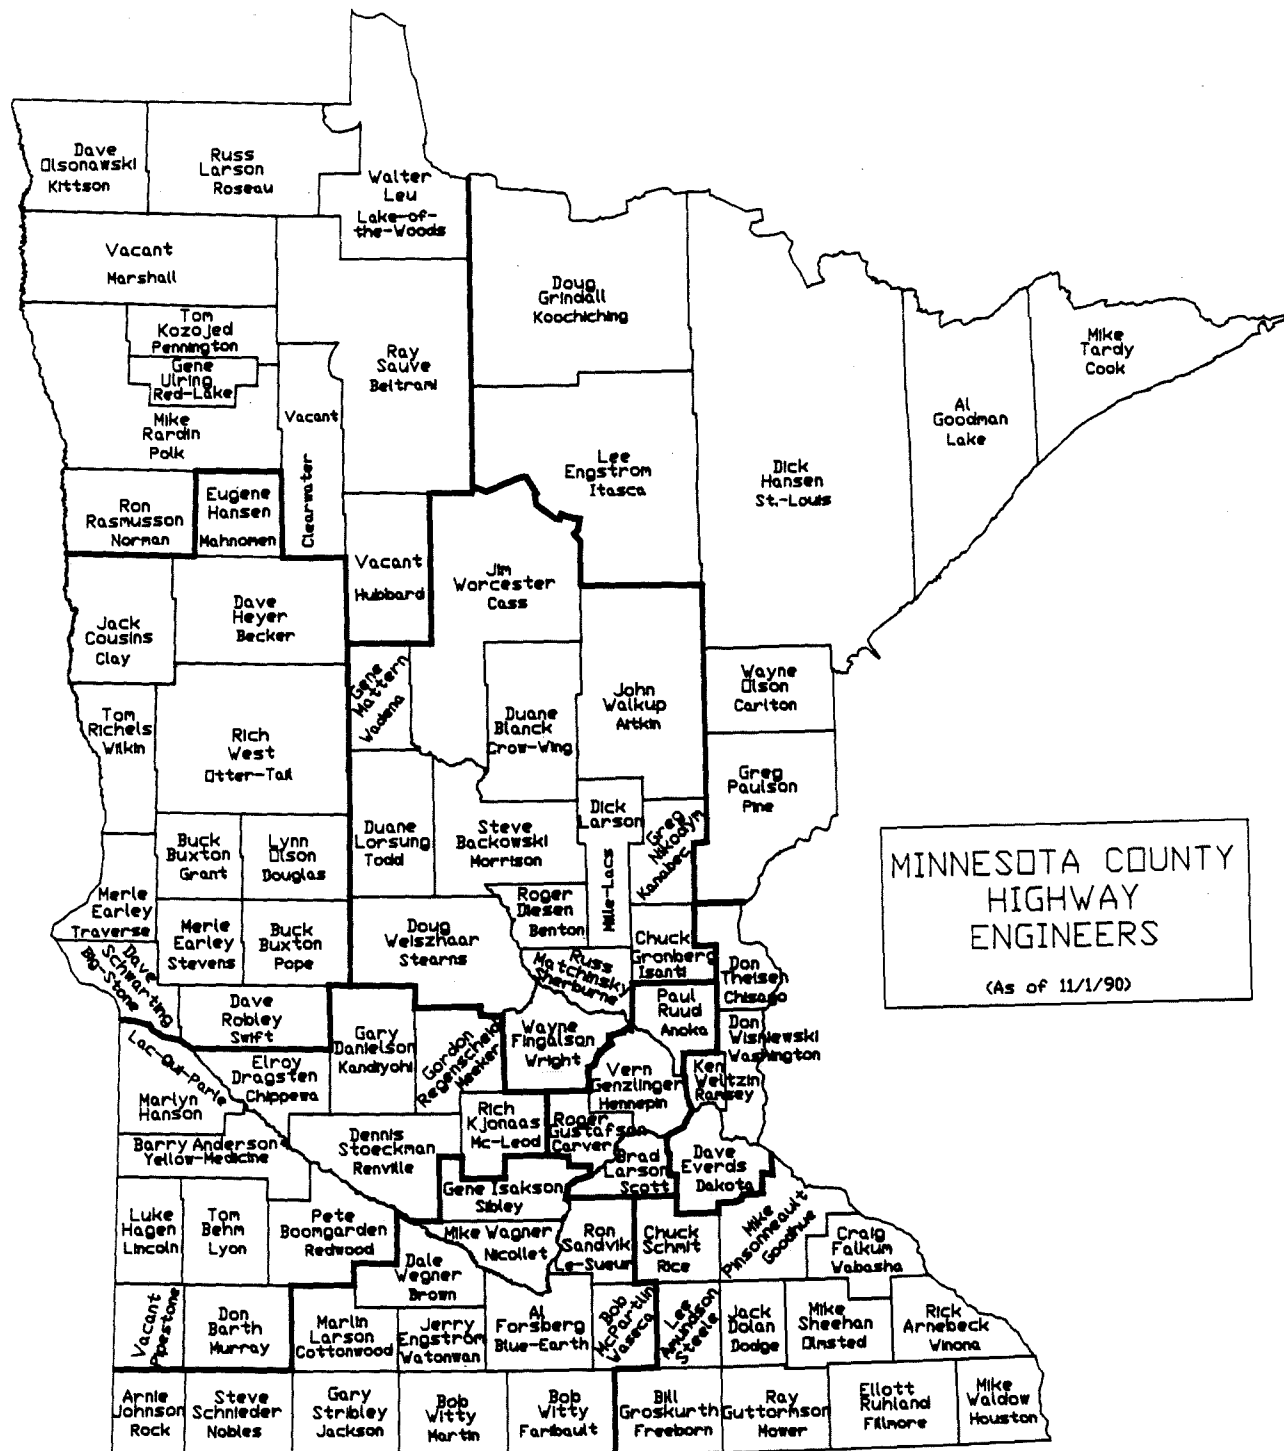 Dave
Olsonawski
Kittson
Russ
Larson
Roseau
Walter
Leu
Lake-of-
the-Woods
Vacant
Marshall
Doug
Grindall
Koochiching
Tom
Kozojed
Pennington
Gene
Ulring
Red-Lake
Mike
Rardin
Polk
Ray
Sauve
Beltrami
Vacant
Clearwater
Mike
Tardy
Cook
Al
Goodman
Lake
Lee
Engstrom
Itasca
Dick
Hansen
St.-Louis
Ron
Rasmusson
Norman
Eugene
Hansen
Mahnomen
Vacant
Hubbard
Jim
Worcester
Cass
Jack
Cousins
Clay
Dave
Heyer
Becker
Gene
Mattern
Wadena
Duane
Blanck
Crow-Wing
John
Walkup
Aitkin
Wayne
Olson
Carlton
Tom
Richels
Wilkin
Rich
West
Otter-Tail
Greg
Paulson
Pine
Buck
Buxton
Grant
Lynn
Olson
Douglas
Duane
Lorsung
Todd
Steve
Backowski
Morrison
Dick
Larson
Mille-Lacs
Greg
Nikodym
Kanabec
MINNESOTA COUNTY
HIGHWAY
ENGINEERS
(As of 11/1/90)
Merle
Earley
Traverse
Merle
Earley
Stevens
Buck
Buxton
Pope
Doug
Weiszhaar
Stearns
Roger
Diesen
Benton
Chuck
Gronberg
Isanti
Russ
Matchinsky
Sherburne
Don
Theisen
Chisago
Dave
Schwarting
Big-Stone
Dave
Robley
Swift
Gary
Danielson
Kandiyohi
Gordon
Regenscheid
Meeker
Wayne
Fingalson
Wright
Paul
Ruud
Anoka
Don
Wisniewski
Washington
Lac-Qui-Parle
Marlyn
Hanson
Elroy
Dragsten
Chippewa
Vern
Genzlinger
Hennepin
Ken
Weltzin
Ramsey
Barry Anderson
Yellow-Medicine
Dennis
Stoeckman
Renville
Rich
Kjonaas
Mc-Leod
Roger
Gustafson
Carver
Brad
Larson
Scott
Dave
Everds
Dakota
Gene Isakson
Sibley
Luke
Hagen
Lincoln
Tom
Behm
Lyon
Pete
Boomgarden
Redwood
Mike Wagner
Nicollet
Ron
Sandvik
Le-Sueur
Chuck
Schmit
Rice
Mike
Pinsonneault
Goodhue
Craig
Falkum
Wabasha
Dale
Wegner
Brown
Vacant
Pipestone
Don
Barth
Murray
Marlin
Larson
Cottonwood
Jerry
Engstrom
Watonwan
Al
Forsberg
Blue-Earth
Bob
McPartlin
Waseca
Lee
Amundson
Steele
Jack
Dolan
Dodge
Mike
Sheehan
Olmsted
Rick
Arnebeck
Winona
Arnie
Johnson
Rock
Steve
Schnieder
Nobles
Gary
Stribley
Jackson
Bob
Witty
Martin
Bob
Witty
Faribault
Bill
Groskurth
Freeborn
Ray
Guttormson
Mower
Ellott
Ruhland
Fillmore
Mike
Waldow
Houston